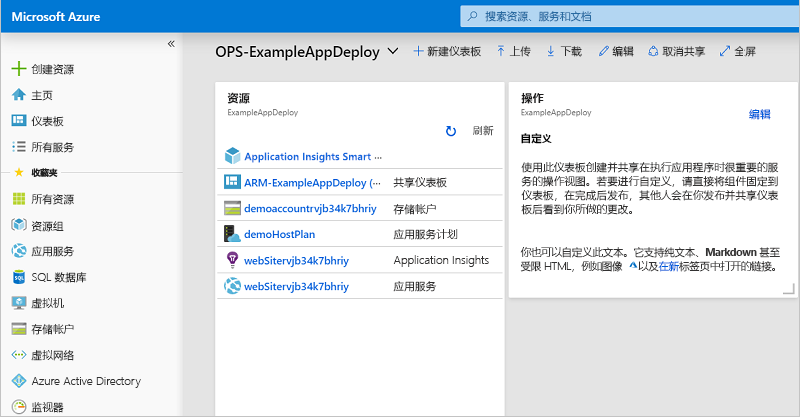 Microsoft Azure
搜索资源、服务和文档
«
创建资源
主页
仪表板
所有服务
收藏夹
所有资源
资源组
应用服务
SQL 数据库
虚拟机
存储帐户
虚拟网络
Azure Active Directory
监视器
OPS-ExampleAppDeploy
新建仪表板 上传 下载 编辑 取消共享 全屏
资源
ExampleAppDeploy
刷新
Application Insights Smart ···
ARM-ExampleAppDeploy (··· 共享仪表板
demoaccountrvjb34k7bhriy 存储帐户
demoHostPlan 应用服务计划
webSitervjb34k7bhriy Application Insights
webSitervjb34k7bhriy 应用服务
操作
ExampleAppDeploy
编辑
自定义
使用此仪表板创建并共享在执行应用程序时很重要的服
务的操作视图。若要进行自定义，请直接将组件固定到
仪表板，在完成后发布，其他人会在你发布并共享仪表
板后看到你所做的更改。
你也可以自定义此文本。它支持纯文本、Markdown 甚至
受限 HTML，例如图像 以及在新标签页中打开的链接。
SQL